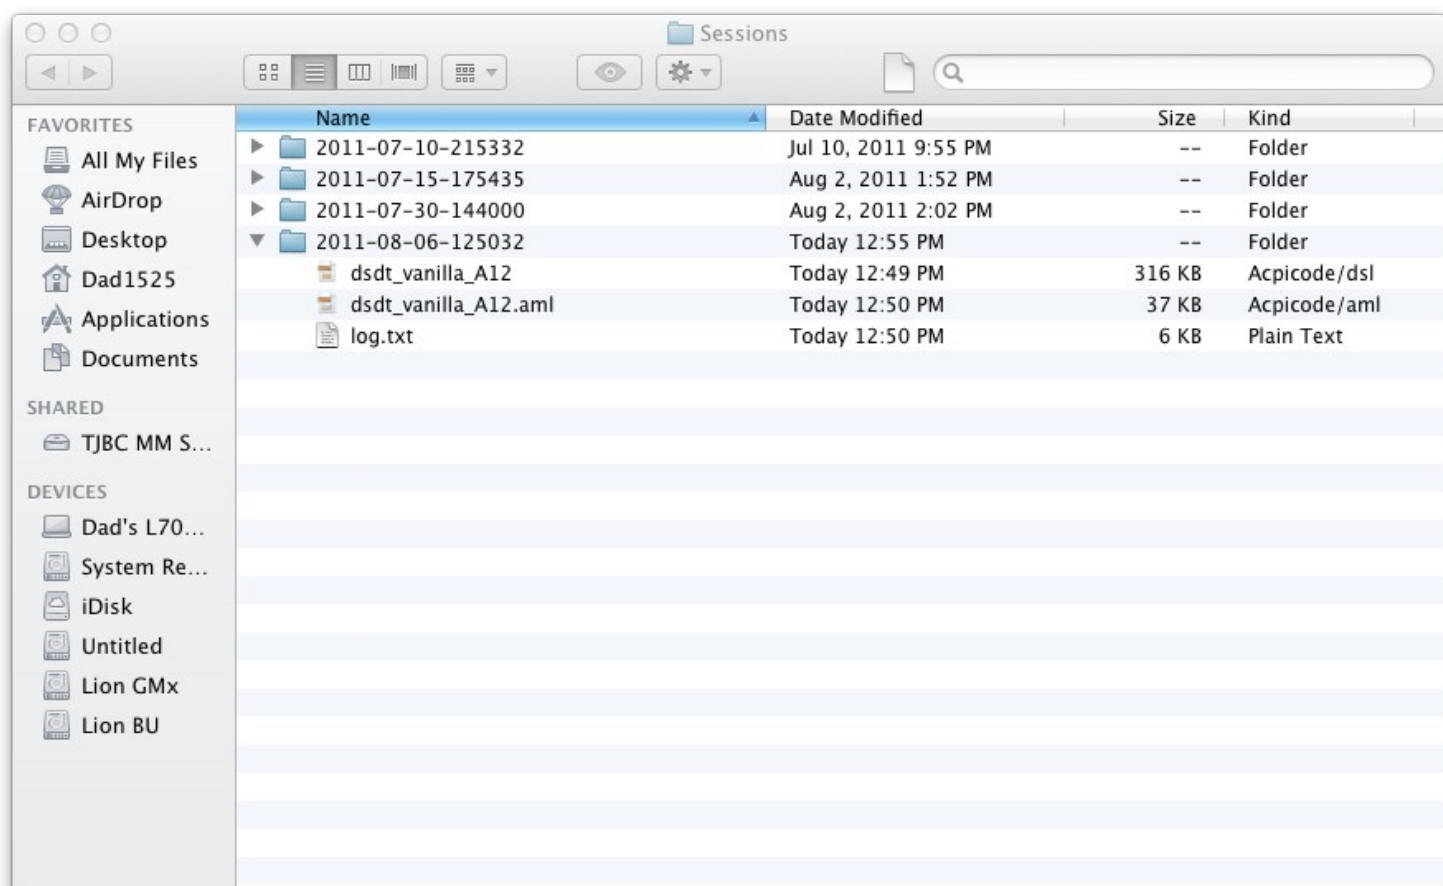 Sessions
FAVORITES
All My Files
AirDrop
Desktop
Dad1525
Applications
Documents
SHARED
TJBC MM S...
DEVICES
Dad's L70...
System Re...
iDisk
Untitled
Lion GMx
Lion BU
Name Date Modified Size Kind
2011-07-10-215332 Jul 10, 2011 9:55 PM -- Folder
2011-07-15-175435 Aug 2, 2011 1:52 PM -- Folder
2011-07-30-144000 Aug 2, 2011 2:02 PM -- Folder
2011-08-06-125032 Today 12:55 PM -- Folder
dsdt_vanilla_A12 Today 12:49 PM 316 KB Acpicode/dsl
dsdt_vanilla_A12.aml Today 12:50 PM 37 KB Acpicode/aml
log.txt Today 12:50 PM 6 KB Plain Text